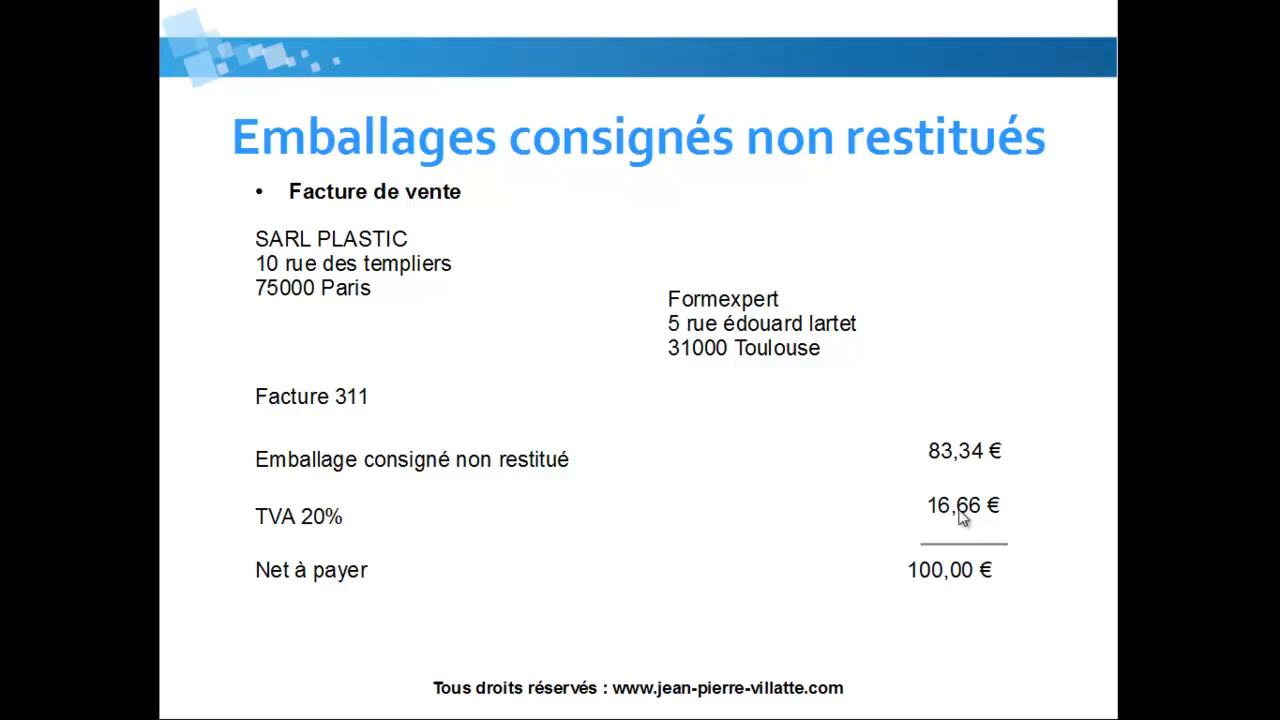 Emballages consignés non restitués
• Facture de vente
SARL PLASTIC
10 rue des templiers
75000 Paris
Formexpert
5 rue édouard lartet
31000 Toulouse
Facture 311
Emballage consigné non restitué 83,34 €
TVA 20% 16,66 €
Net à payer 100,00 €
Tous droits réservés : www.jean-pierre-villatte.com